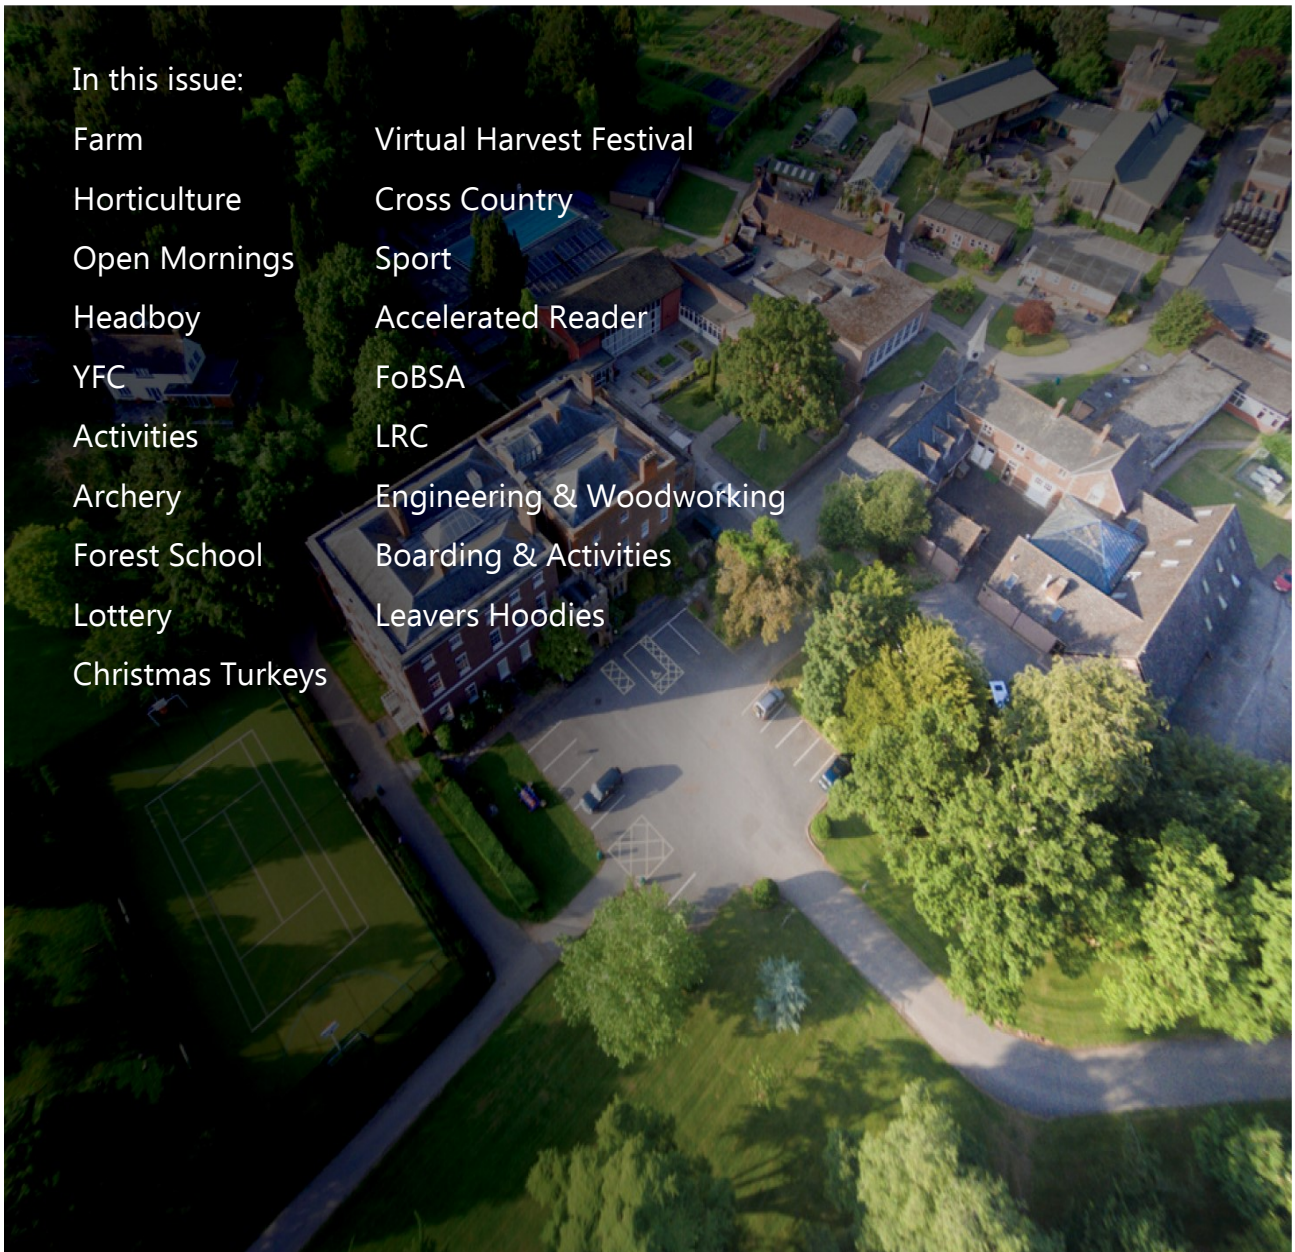 In this issue:
Farm
Horticulture
Open Mornings
Headboy
YFC
Activities
Archery
Forest School
Lottery
Christmas Turkeys
Virtual Harvest Festival
Cross Country
Sport
Accelerated Reader
FoBSA
LRC
Engineering & Woodworking
Boarding & Activities
Leavers Hoodies